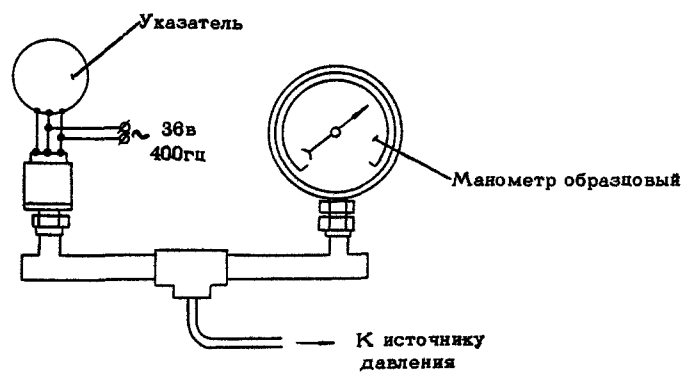 Указатель
~ 36в
400гц
Манометр образцовый
К источнику
давления